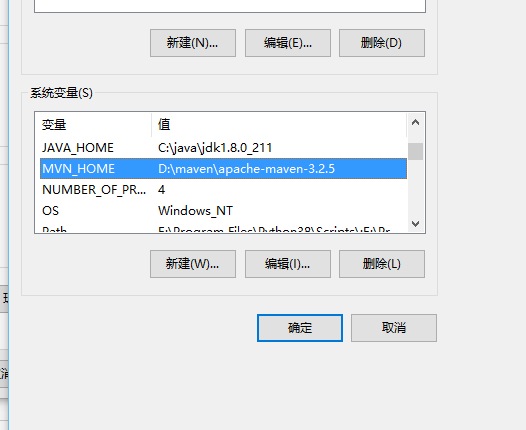 新建(N)... 编辑(E)... 删除(D)
系统变量(S)
变量 值
JAVA_HOME C:\java\jdk1.8.0_211
MVN_HOME D:\maven\apache-maven-3.2.5
NUMBER_OF_PR... 4
OS Windows_NT
Path F:\Program Files\Python38\Scripts\;F:\Pr...
新建(W)... 编辑(I)... 删除(L)
确定 取消